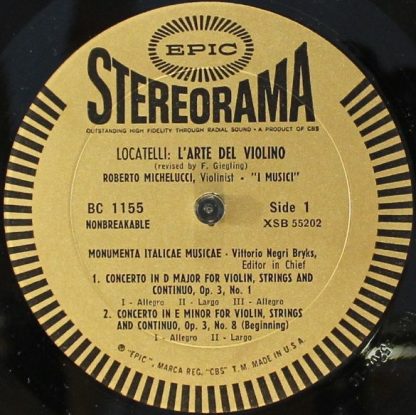 EPIC
STEREORAMA
OUTSTANDING HIGH FIDELITY THROUGH RADIAL SOUND • A PRODUCT OF CBS
LOCATELLI: L'ARTE DEL VIOLINO
(revised by F. Giegling)
ROBERTO MICHELUCCI, Violinist - "I MUSICI"
BC 1155 Side 1
NONBREAKABLE XSB 55202
MONUMENTA ITALICAE MUSICAE - Vittorio Negri Bryks,
Editor in Chief
1. CONCERTO IN D MAJOR FOR VIOLIN, STRINGS AND
CONTINUO, Op. 3, No. 1
I - Allegro II - Largo III - Allegro
2. CONCERTO IN E MINOR FOR VIOLIN, STRINGS
AND CONTINUO, Op. 3, No. 8 (Beginning)
I - Allegro II - Largo
® "EPIC", MARCA REG. "CBS" T. M. MADE IN U.S.A.